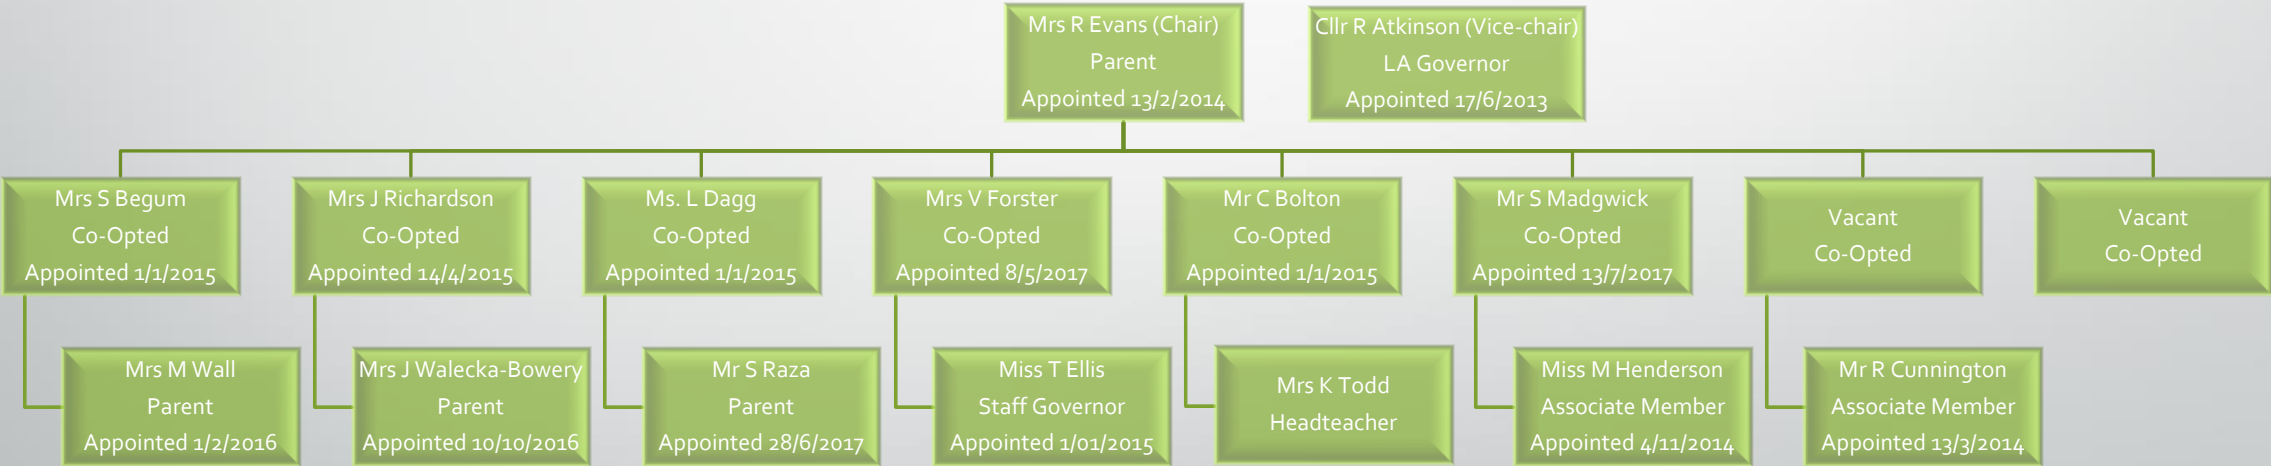 Mrs R Evans (Chair)
Parent
Appointed 13/2/2014
Cllr R Atkinson (Vice-chair)
LA Governor
Appointed 17/6/2013
Mrs S Begum
Co-Opted
Appointed 1/1/2015
Mrs J Richardson
Co-Opted
Appointed 14/4/2015
Ms. L Dagg
Co-Opted
Appointed 1/1/2015
Mrs V Forster
Co-Opted
Appointed 8/5/2017
Mr C Bolton
Co-Opted
Appointed 1/1/2015
Mr S Madgwick
Co-Opted
Appointed 13/7/2017
Vacant
Co-Opted
Vacant
Co-Opted
Mrs M Wall
Parent
Appointed 1/2/2016
Mrs J Walecka-Bowery
Parent
Appointed 10/10/2016
Mr S Raza
Parent
Appointed 28/6/2017
Miss T Ellis
Staff Governor
Appointed 1/01/2015
Mrs K Todd
Headteacher
Miss M Henderson
Associate Member
Appointed 4/11/2014
Mr R Cunnington
Associate Member
Appointed 13/3/2014